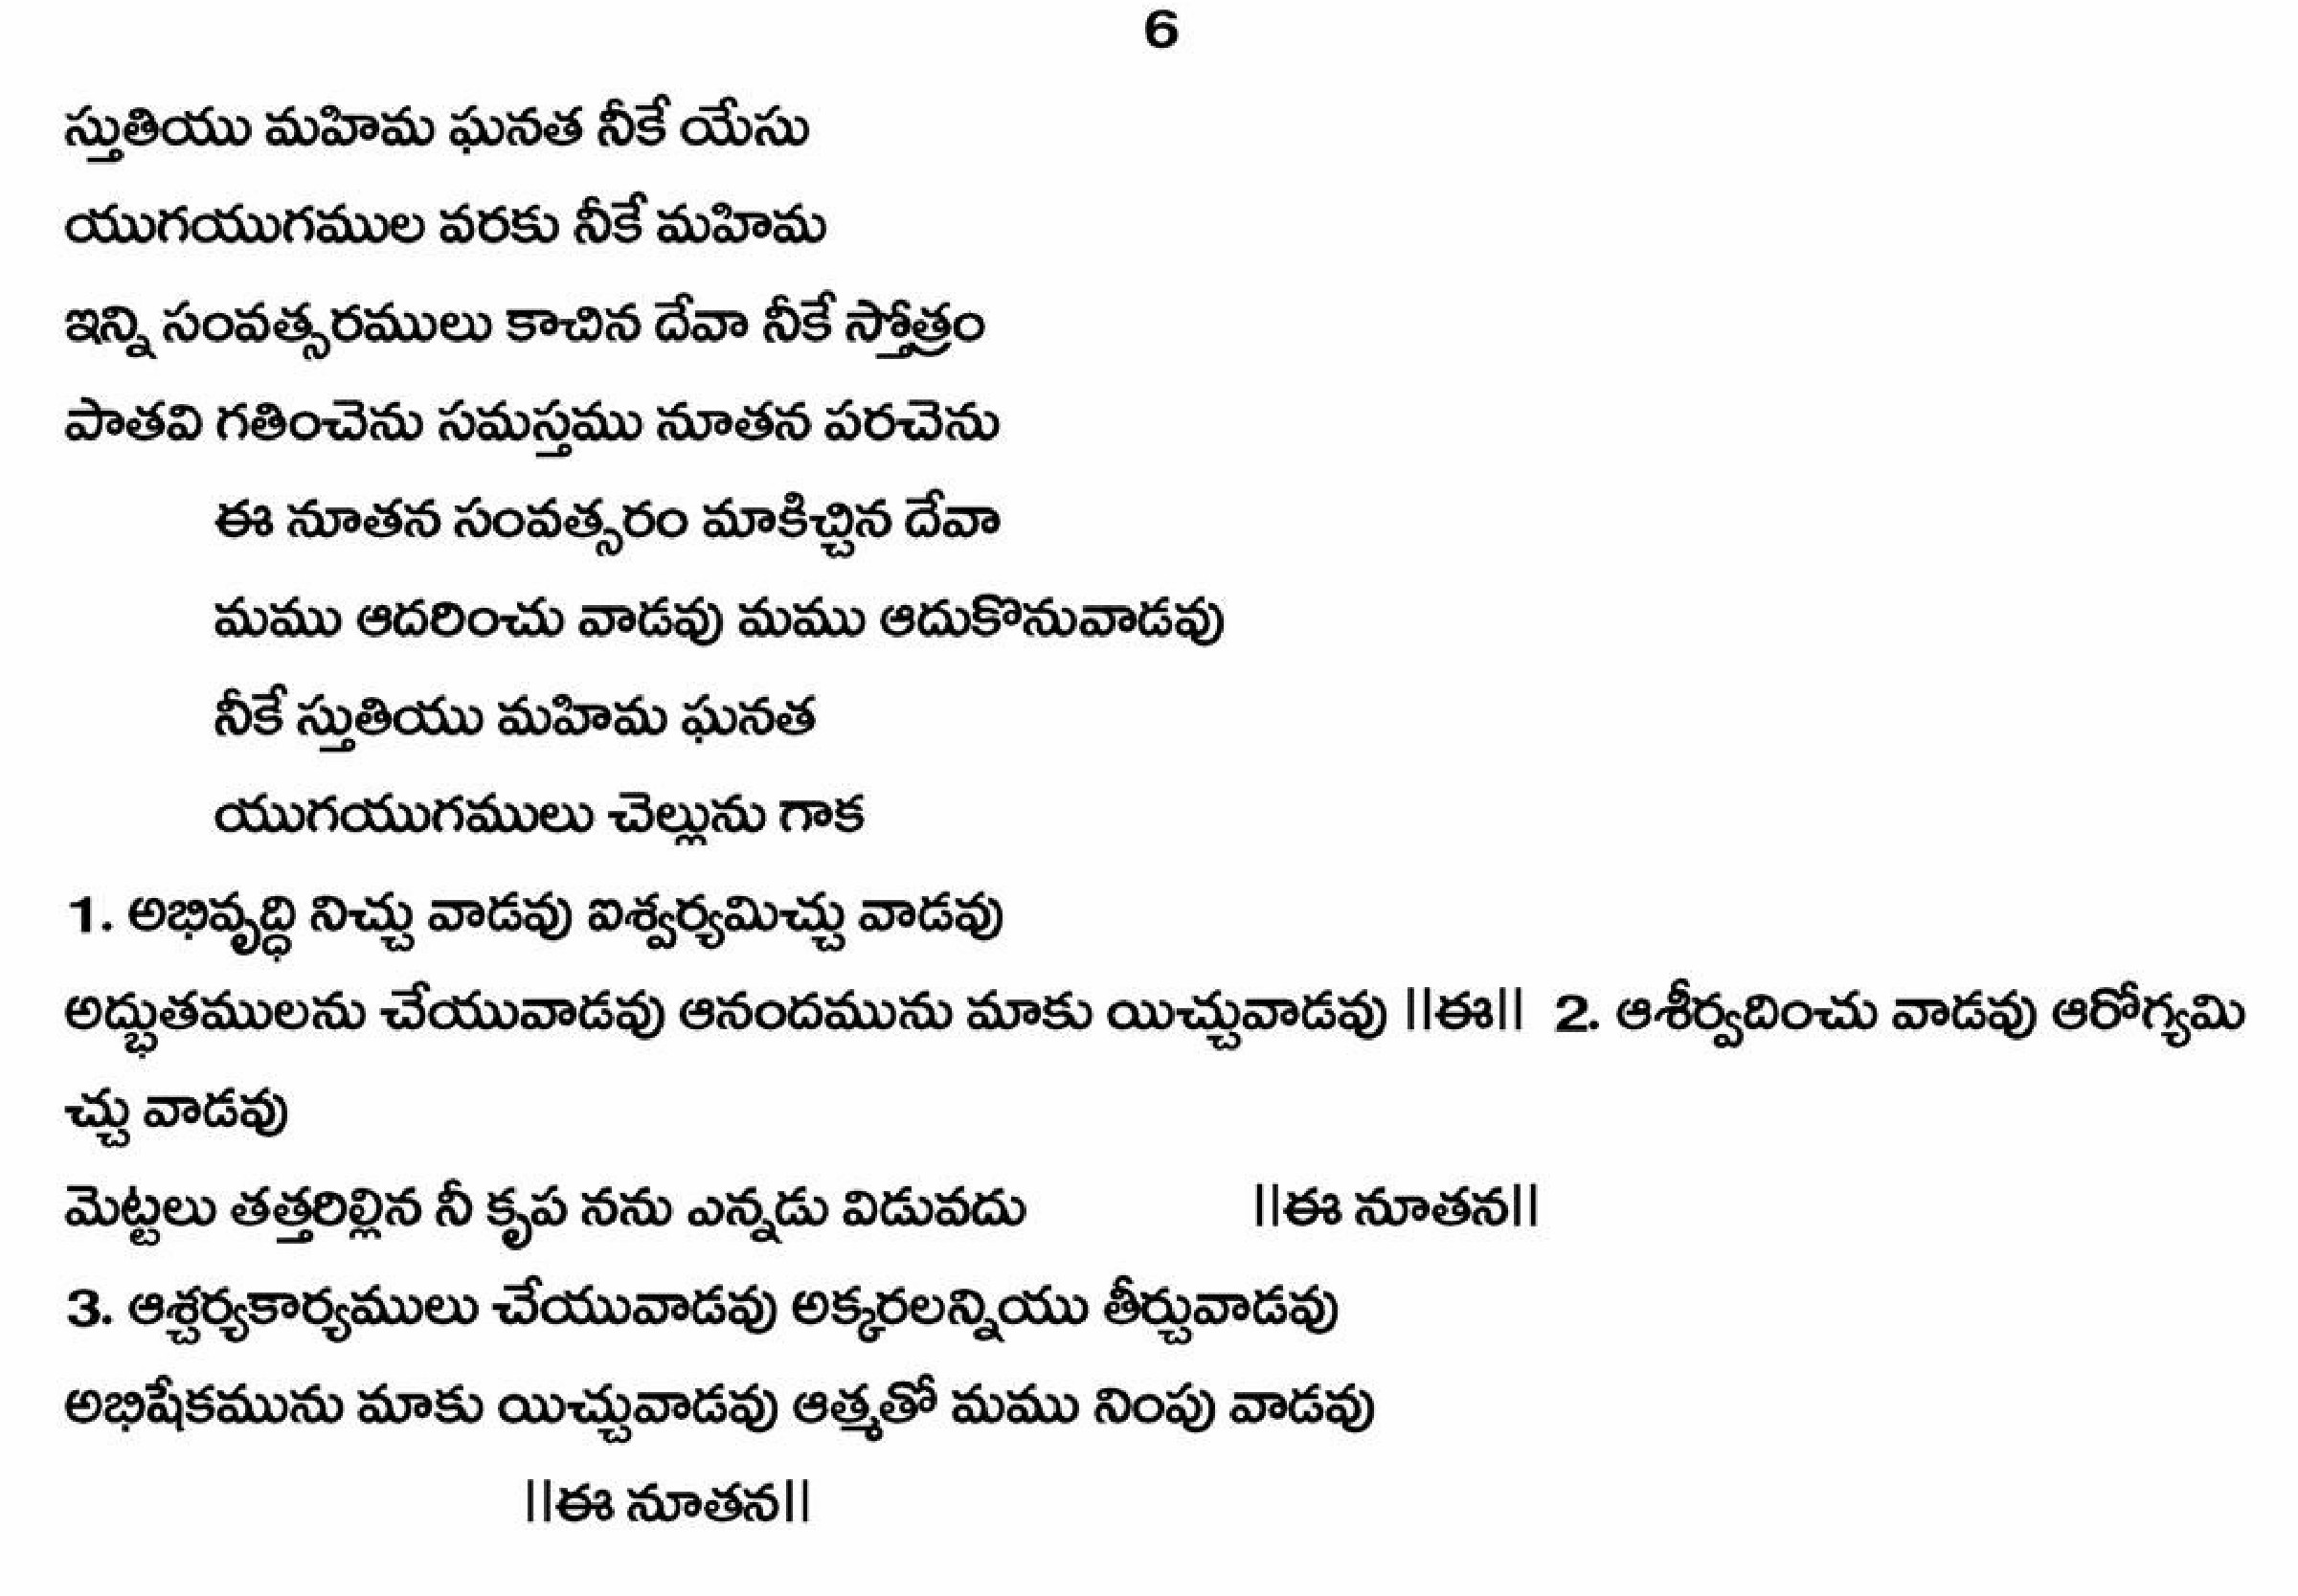 6
స్తుతియు మహిమ ఘనత నీకే యేసు
యుగయుగముల వరకు నీకే మహిమ
ఇన్ని సంవత్సరములు కాచిన దేవా నీకే స్తోత్రం
పాతవి గతించెను సమస్తము నూతన పరచెను
ఈ నూతన సంవత్సరం మాకిచ్చిన దేవా
మము ఆదరించు వాడవు మము ఆదుకొనువాడవు
నీకే స్తుతియు మహిమ ఘనత
యుగయుగములు చెల్లును గాక
1. అభివృద్ధి నిచ్చు వాడవు ఐశ్వర్యమిచ్చు వాడవు
అద్భుతములను చేయువాడవు ఆనందమును మాకు యిచ్చువాడవు ||ఈ|| 2. ఆశీర్వదించు వాడవు ఆరోగ్యమి
చ్చు వాడవు
మెట్టలు తత్తరిల్లిన నీ కృప నను ఎన్నడు విడువదు ||ఈ నూతన||
3. ఆశ్చర్యకార్యములు చేయువాడవు అక్కరలన్నియు తీర్చువాడవు
అభిషేకమును మాకు యిచ్చువాడవు ఆత్మతో మము నింపు వాడవు
||ఈ నూతన||